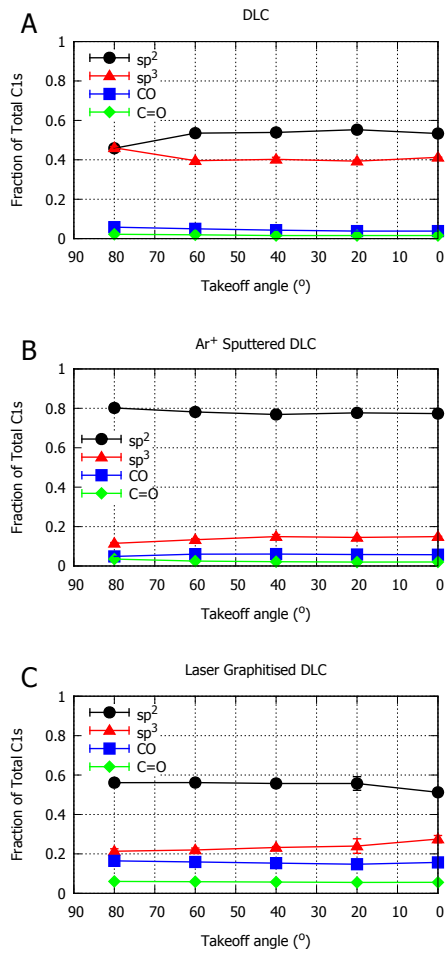 A
DLC
Fraction of Total C1s
1
0.8
0.6
0.4
0.2
0
sp²
sp³
CO
C=O
90 80 70 60 50 40 30 20 10 0
Takeoff angle (°)
B
Ar⁺ Sputtered DLC
Fraction of Total C1s
1
0.8
0.6
0.4
0.2
0
sp²
sp³
CO
C=O
90 80 70 60 50 40 30 20 10 0
Takeoff angle (°)
C
Laser Graphitised DLC
Fraction of Total C1s
1
0.8
0.6
0.4
0.2
0
sp²
sp³
CO
C=O
90 80 70 60 50 40 30 20 10 0
Takeoff angle (°)